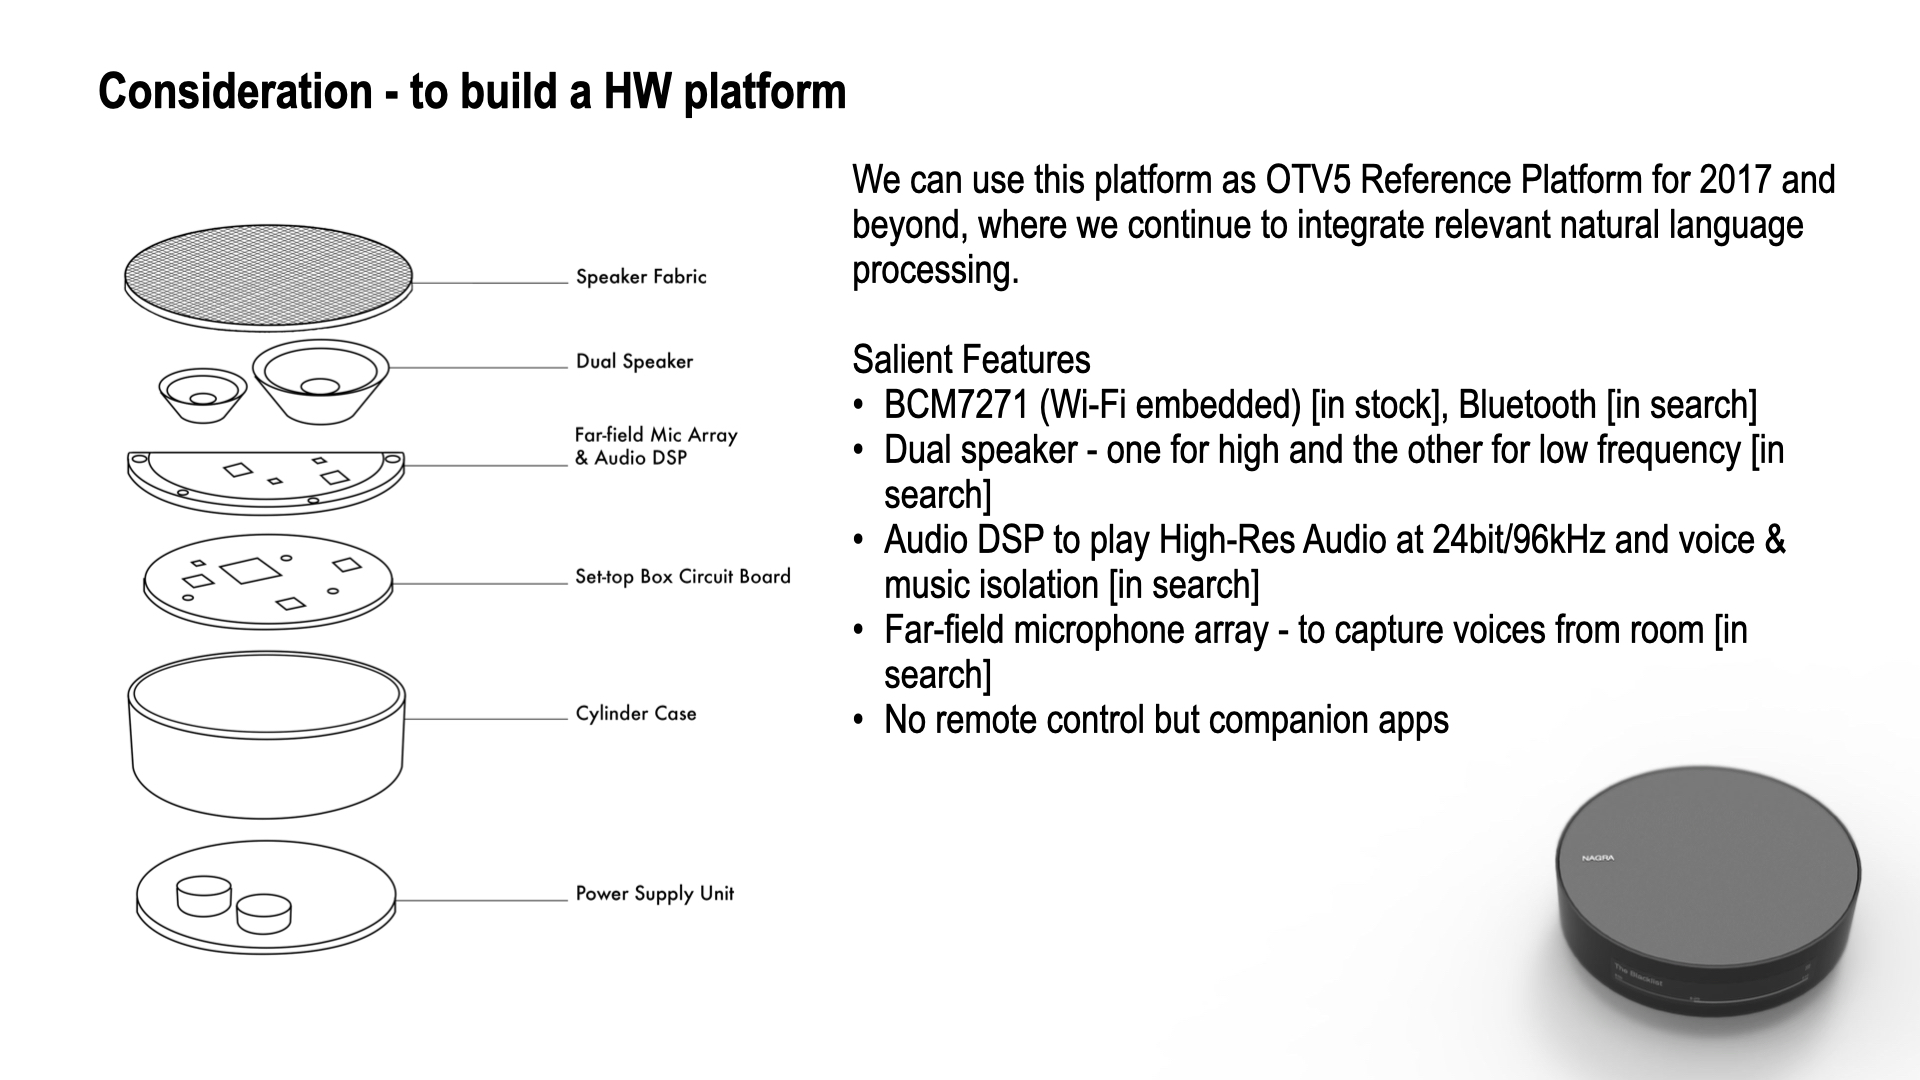 Consideration - to build a HW platform
We can use this platform as OTV5 Reference Platform for 2017 and
beyond, where we continue to integrate relevant natural language
processing.
Salient Features
• BCM7271 (Wi-Fi embedded) [in stock], Bluetooth [in search]
• Dual speaker - one for high and the other for low frequency [in
search]
• Audio DSP to play High-Res Audio at 24bit/96kHz and voice &
music isolation [in search]
• Far-field microphone array - to capture voices from room [in
search]
• No remote control but companion apps
Speaker Fabric
Dual Speaker
Far-field Mic Array
& Audio DSP
Set-top Box Circuit Board
Cylinder Case
Power Supply Unit
NAGRA
The Blacklist